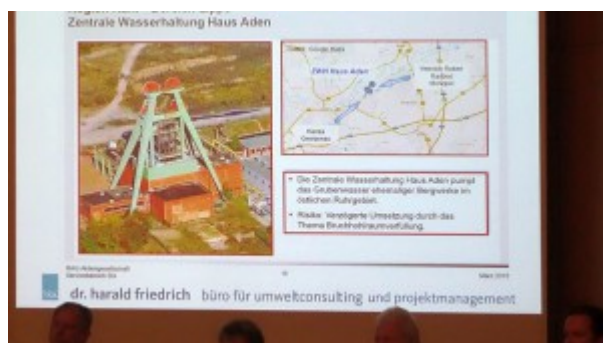 Zentrale Wasserhaltung Haus Aden
ZWH Haus Aden
Die Zentrale Wasserhaltung Haus Aden pumpt
das Grubenwasser ehemaliger Bergwerke im
östlichen Ruhrgebiet.
Risiko: Verzögerte Umsetzung durch das
Thema Bruchhohlraumverfüllung.
dr. harald friedrich büro für umweltconsulting und projektmanagement